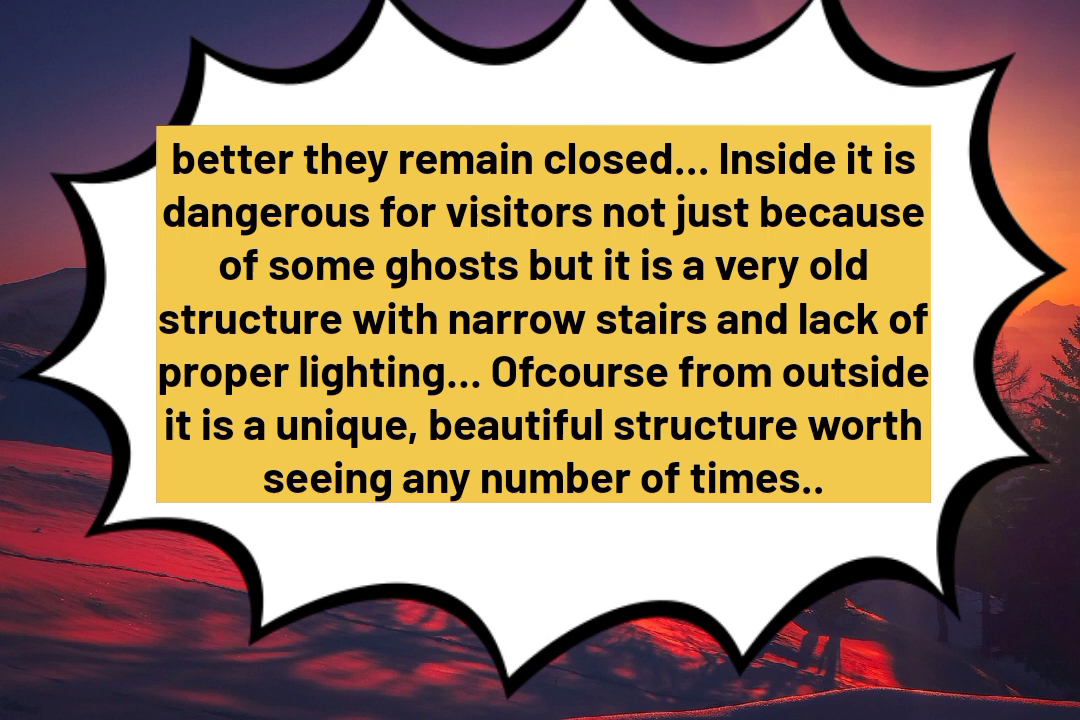 better they remain closed... Inside it is
dangerous for visitors not just because
of some ghosts but it is a very old
structure with narrow stairs and lack of
proper lighting... Ofcourse from outside
it is a unique, beautiful structure worth
seeing any number of times..